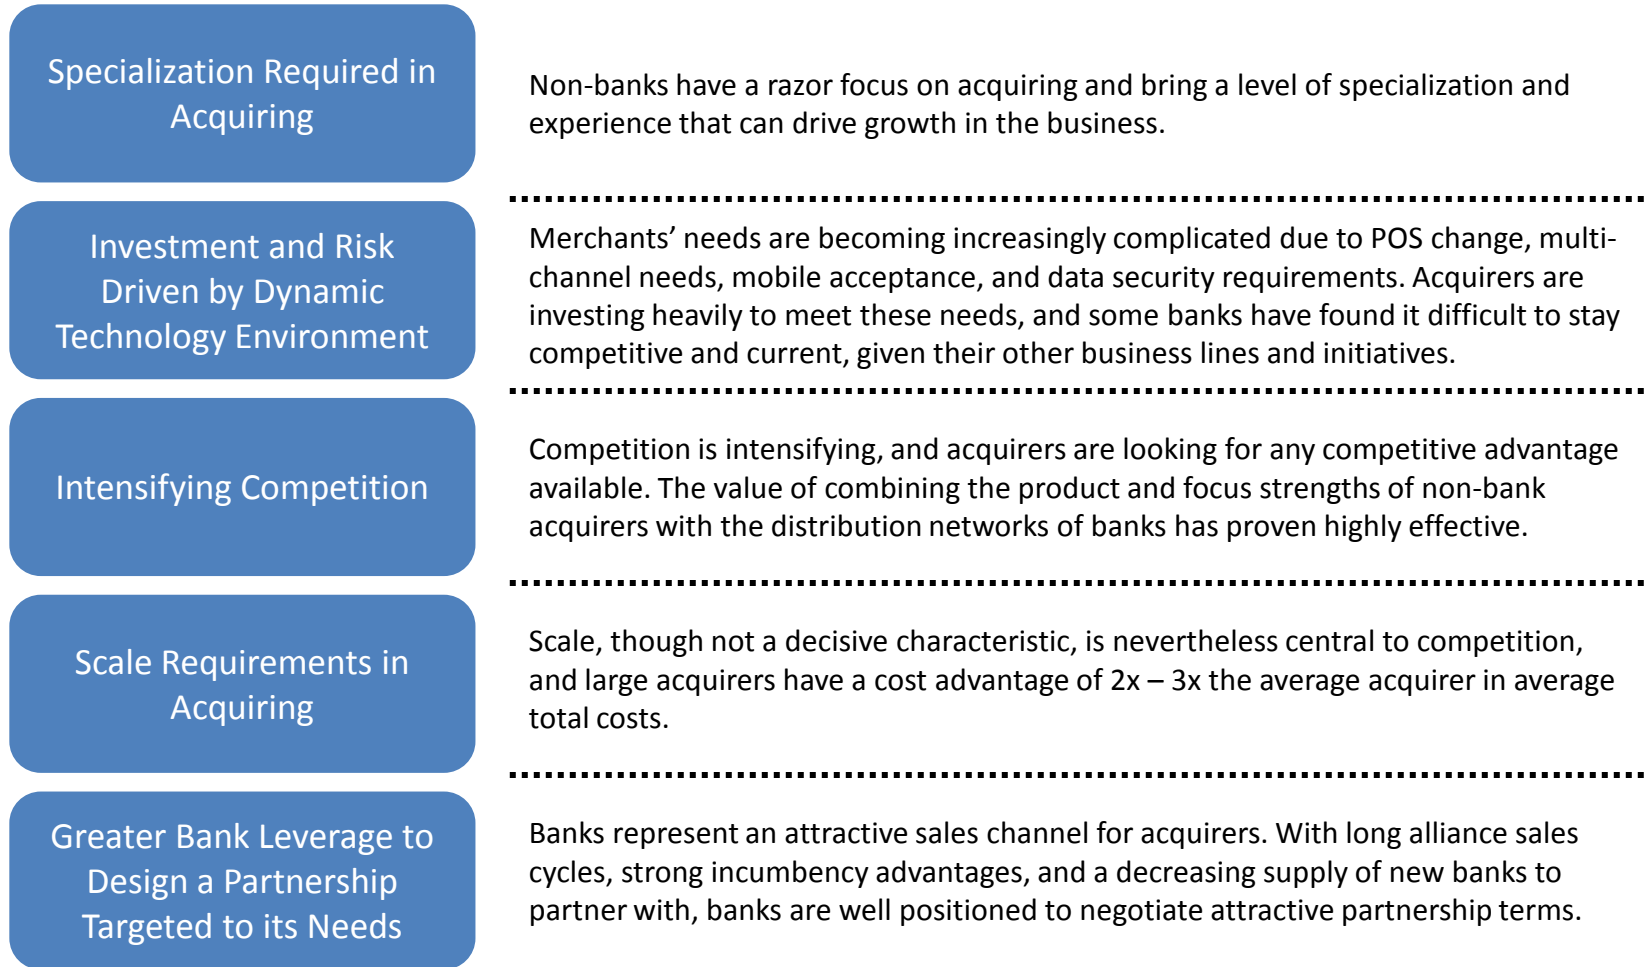 Specialization Required in
Acquiring
Non-banks have a razor focus on acquiring and bring a level of specialization and
experience that can drive growth in the business.
Investment and Risk
Driven by Dynamic
Technology Environment
Merchants’ needs are becoming increasingly complicated due to POS change, multi-
channel needs, mobile acceptance, and data security requirements. Acquirers are
investing heavily to meet these needs, and some banks have found it difficult to stay
competitive and current, given their other business lines and initiatives.
Intensifying Competition
Competition is intensifying, and acquirers are looking for any competitive advantage
available. The value of combining the product and focus strengths of non-bank
acquirers with the distribution networks of banks has proven highly effective.
Scale Requirements in
Acquiring
Scale, though not a decisive characteristic, is nevertheless central to competition,
and large acquirers have a cost advantage of 2x – 3x the average acquirer in average
total costs.
Greater Bank Leverage to
Design a Partnership
Targeted to its Needs
Banks represent an attractive sales channel for acquirers. With long alliance sales
cycles, strong incumbency advantages, and a decreasing supply of new banks to
partner with, banks are well positioned to negotiate attractive partnership terms.